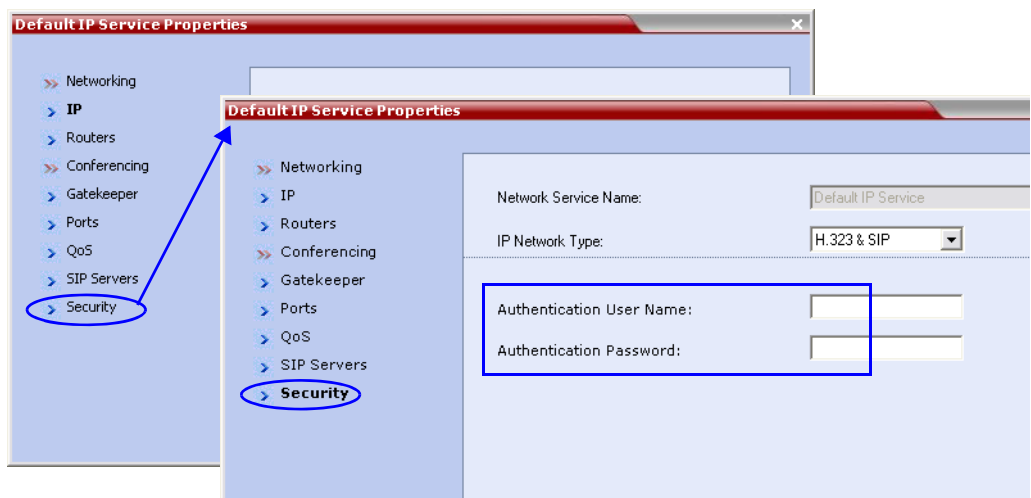 Default IP Service Properties
Networking
IP
Routers
Conferencing
Gatekeeper
Ports
QoS
SIP Servers
Security
Default IP Service Properties
Networking
IP
Routers
Conferencing
Gatekeeper
Ports
QoS
SIP Servers
Security
Network Service Name: Default IP Service
IP Network Type: H.323 & SIP
Authentication User Name:
Authentication Password: